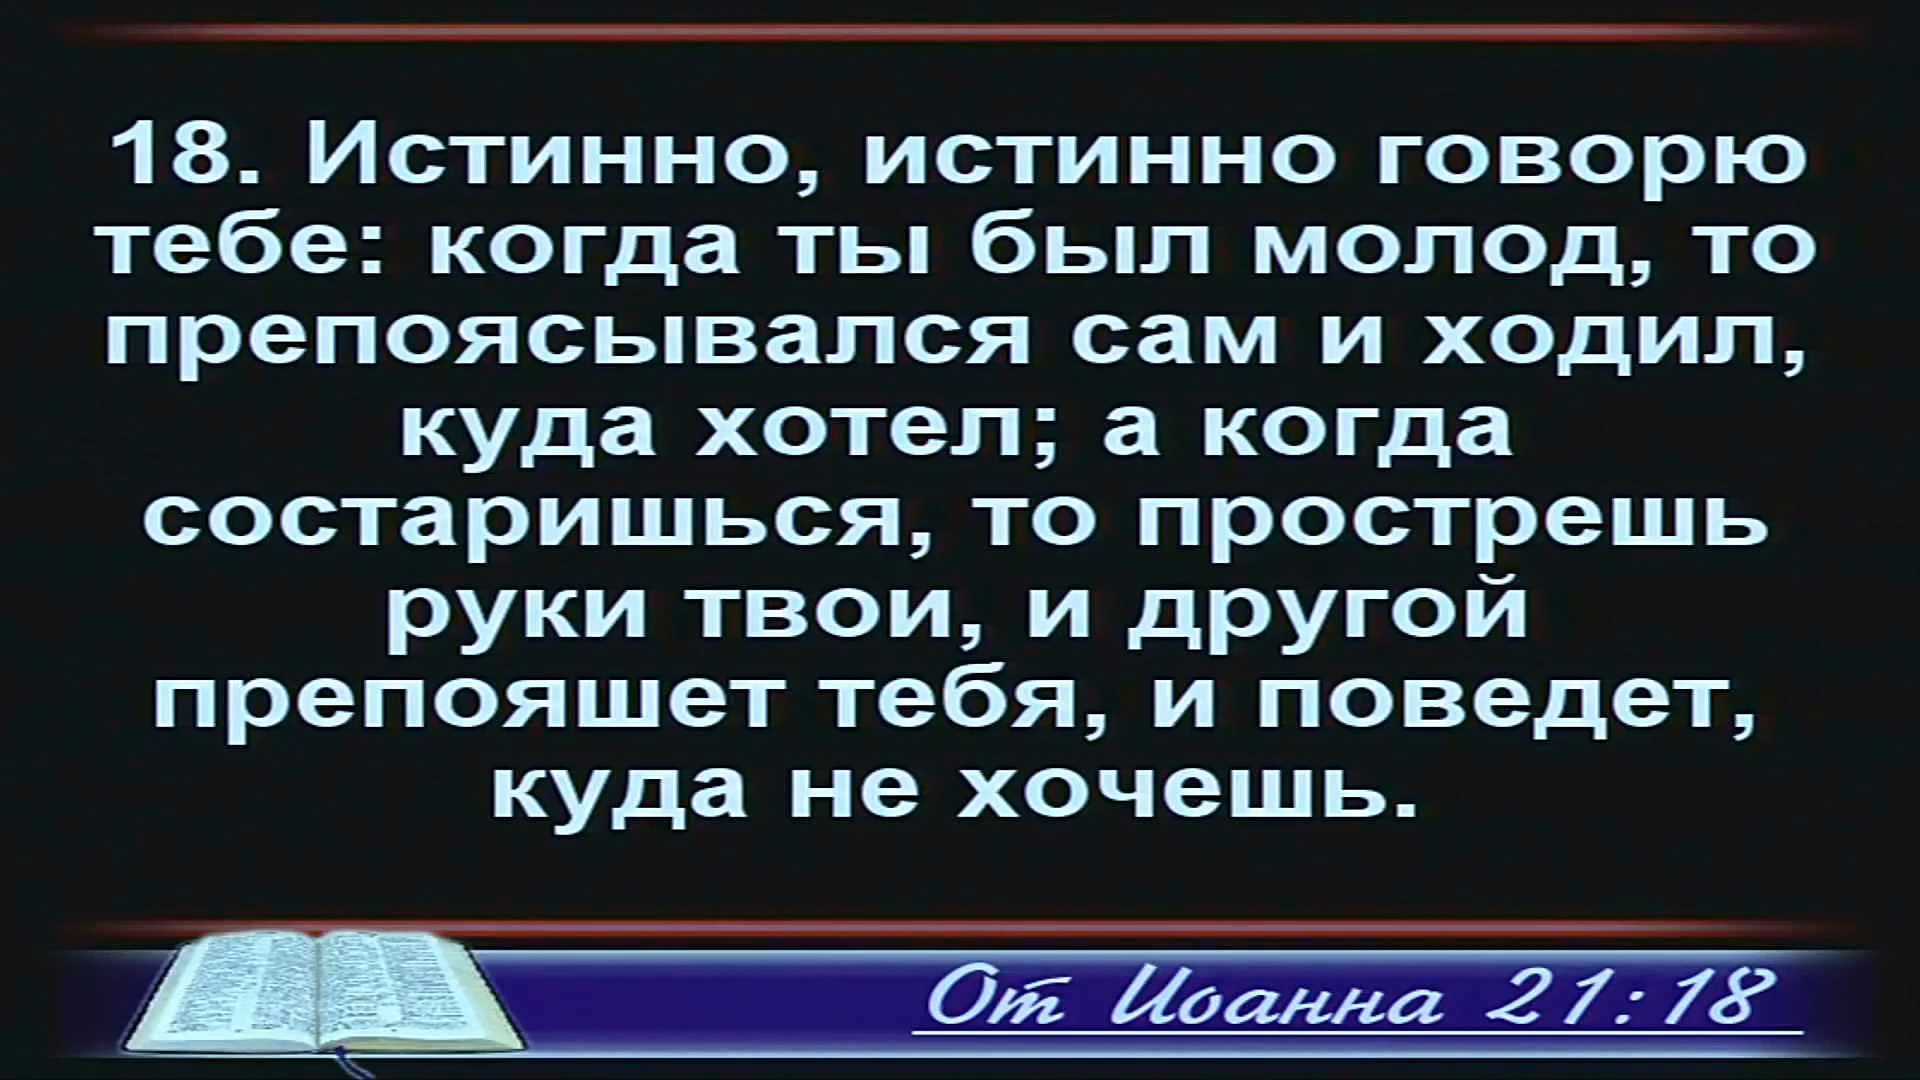 18. Истинно, истинно говорю
тебе: когда ты был молод, то
препоясывался сам и ходил,
куда хотел; а когда
состаришься, то прострешь
руки твои, и другой
препояшет тебя, и поведет,
куда не хочешь.
От Иоанна 21:18